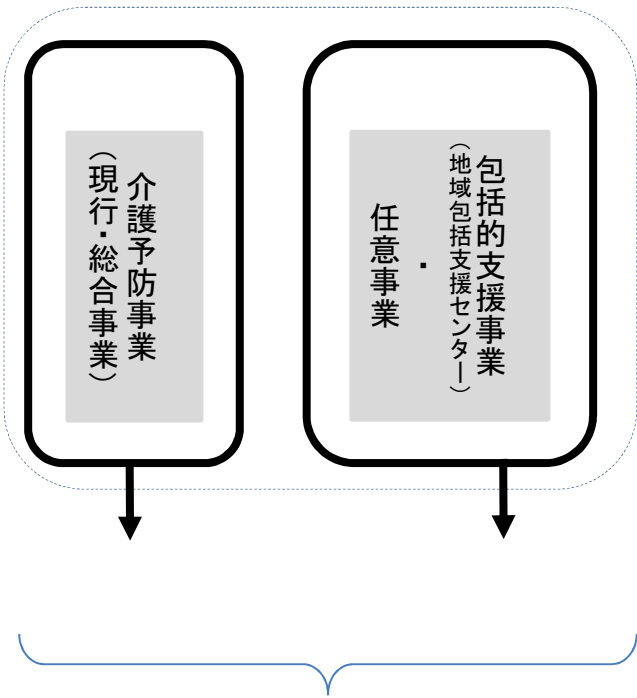 包括的支援事業
（地域包括支援センター）
・
任意事業
介護予防事業
（現行・総合事業）